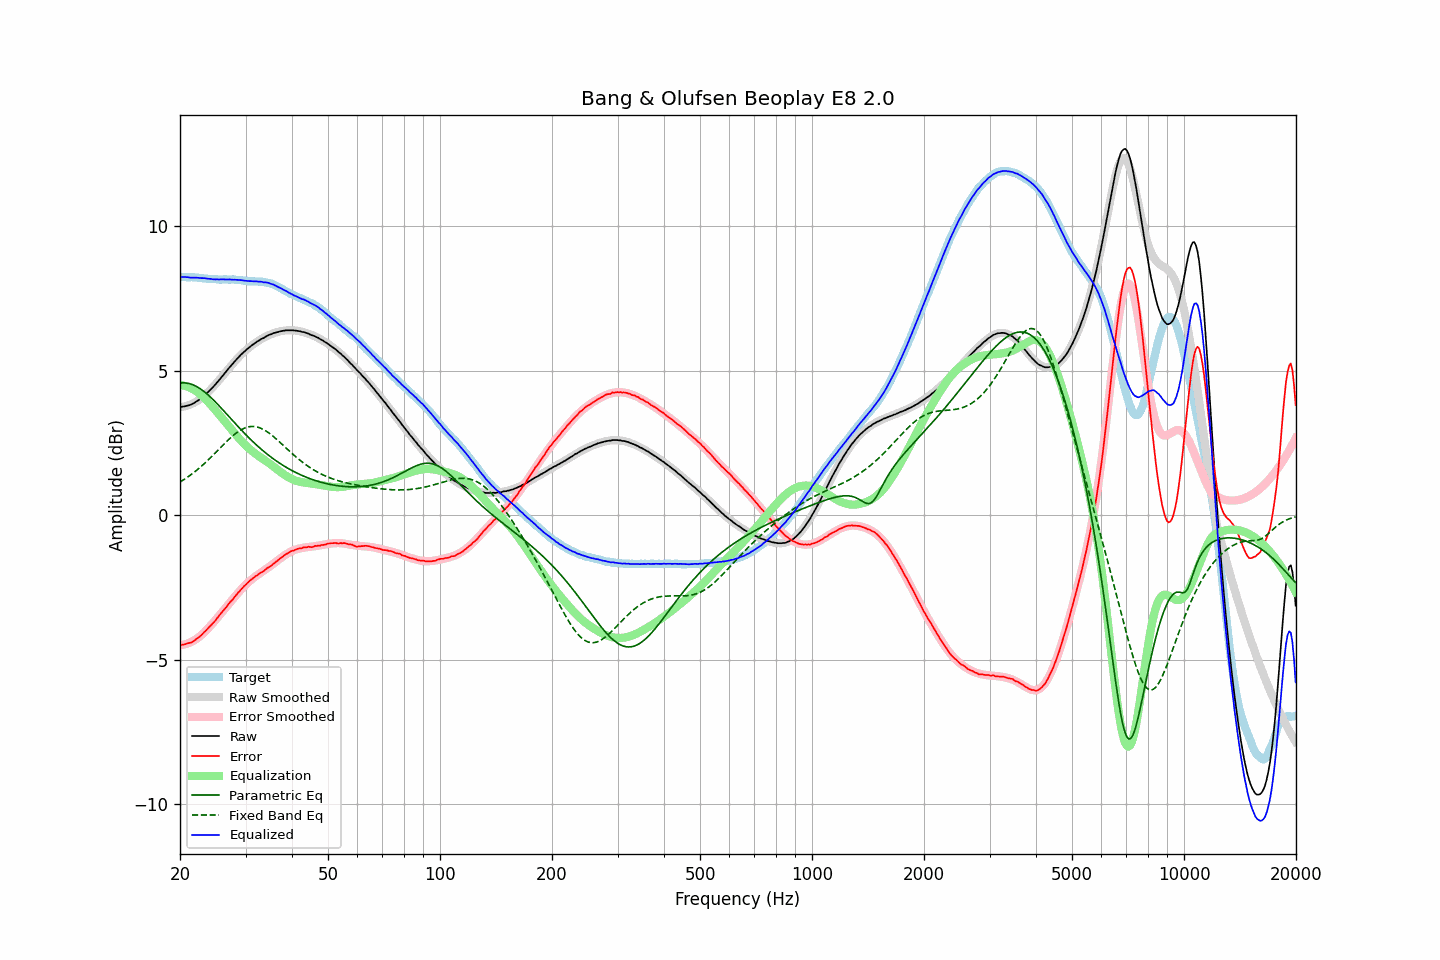 Bang & Olufsen Beoplay E8 2.0
Amplitude (dBr)
10
5
0
−5
−10
Target
Raw Smoothed
Error Smoothed
Raw
Error
Equalization
Parametric Eq
Fixed Band Eq
Equalized
20 50 100 200 500 1000 2000 5000 10000 20000
Frequency (Hz)